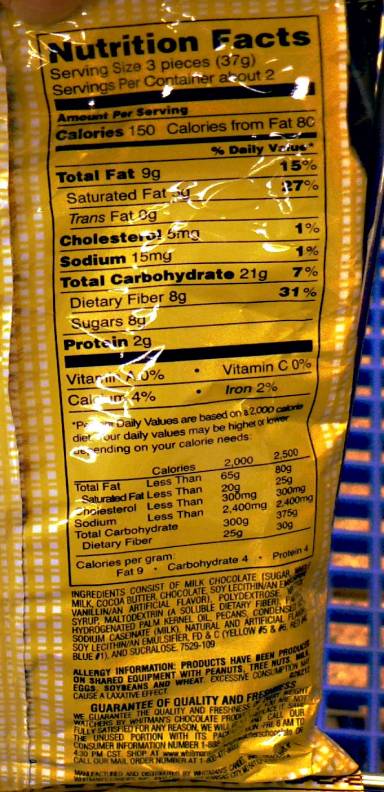 Nutrition Facts
Serving Size 3 pieces (37g)
Servings Per Container about 2
Amount Per Serving
Calories 150 Calories from Fat 80
% Daily Value*
Total Fat 9g 15%
Saturated Fat 27%
Trans Fat 0g
Cholesterol 5mg 1%
Sodium 15mg 1%
Total Carbohydrate 21g 7%
Dietary Fiber 8g 31%
Sugars 8g
Protein 2g
Vitamin A 0% • Vitamin C 0%
Calcium 4% • Iron 2%
*Percent Daily Values are based on a 2,000 calorie
diet. Your daily values may be higher or lower
depending on your calorie needs:
Calories 2,000 2,500
Total Fat Less Than 65g 80g
Saturated Fat Less Than 20g 25g
Cholesterol Less Than 300mg 300mg
Sodium Less Than 2,400mg 2,400mg
Total Carbohydrate 300g 375g
Dietary Fiber 25g 30g
Calories per gram:
Fat 9 • Carbohydrate 4 • Protein 4
INGREDIENTS CONSIST OF MILK CHOCOLATE (SUGAR,
MILK, COCOA BUTTER, CHOCOLATE, SOY LECITHIN/AN
VANILLIN/AN ARTIFICIAL FLAVOR), POLYDEXTROSE,
SYRUP, MALTODEXTRIN (A SOLUBLE DIETARY FIBER),
HYDROGENATED PALM KERNEL OIL, PECANS, CONDENSED
SODIUM CASEINATE (MILK), NATURAL AND ARTIFICIAL
SOY LECITHIN/AN EMULSIFIER, FD & C (YELLOW #5 & #6,
BLUE #1), AND SUCRALOSE. 7529-109
ALLERGY INFORMATION: PRODUCTS HAVE BEEN PRODUCED
ON SHARED EQUIPMENT WITH PEANUTS, TREE NUTS, MILK,
EGGS, SOYBEANS AND WHEAT. EXCESSIVE CONSUMPTION MAY
CAUSE A LAXATIVE EFFECT.
GUARANTEE OF QUALITY AND FRESHNESS
WE GUARANTEE THE QUALITY AND FRESHNESS
WATCHERS BY WHITMAN'S CHOCOLATE
FULLY SATISFIED FOR ANY REASON, WE WILL
THE UNUSED PORTION WITH ITS
CONSUMER INFORMATION NUMBER
4:30 PM CST. SHOP AT
CALL OUR MAIL ORDER NUMBER AT
MANUFACTURED AND DISTRIBUTED BY